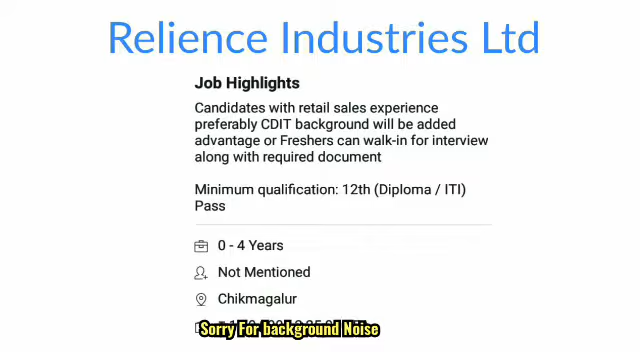 Relience Industries Ltd
Job Highlights
Candidates with retail sales experience
preferably CDIT background will be added
advantage or Freshers can walk-in for interview
along with required document
Minimum qualification: 12th (Diploma / ITI)
Pass
0 - 4 Years
Not Mentioned
Chikmagalur
Sorry For background Noise